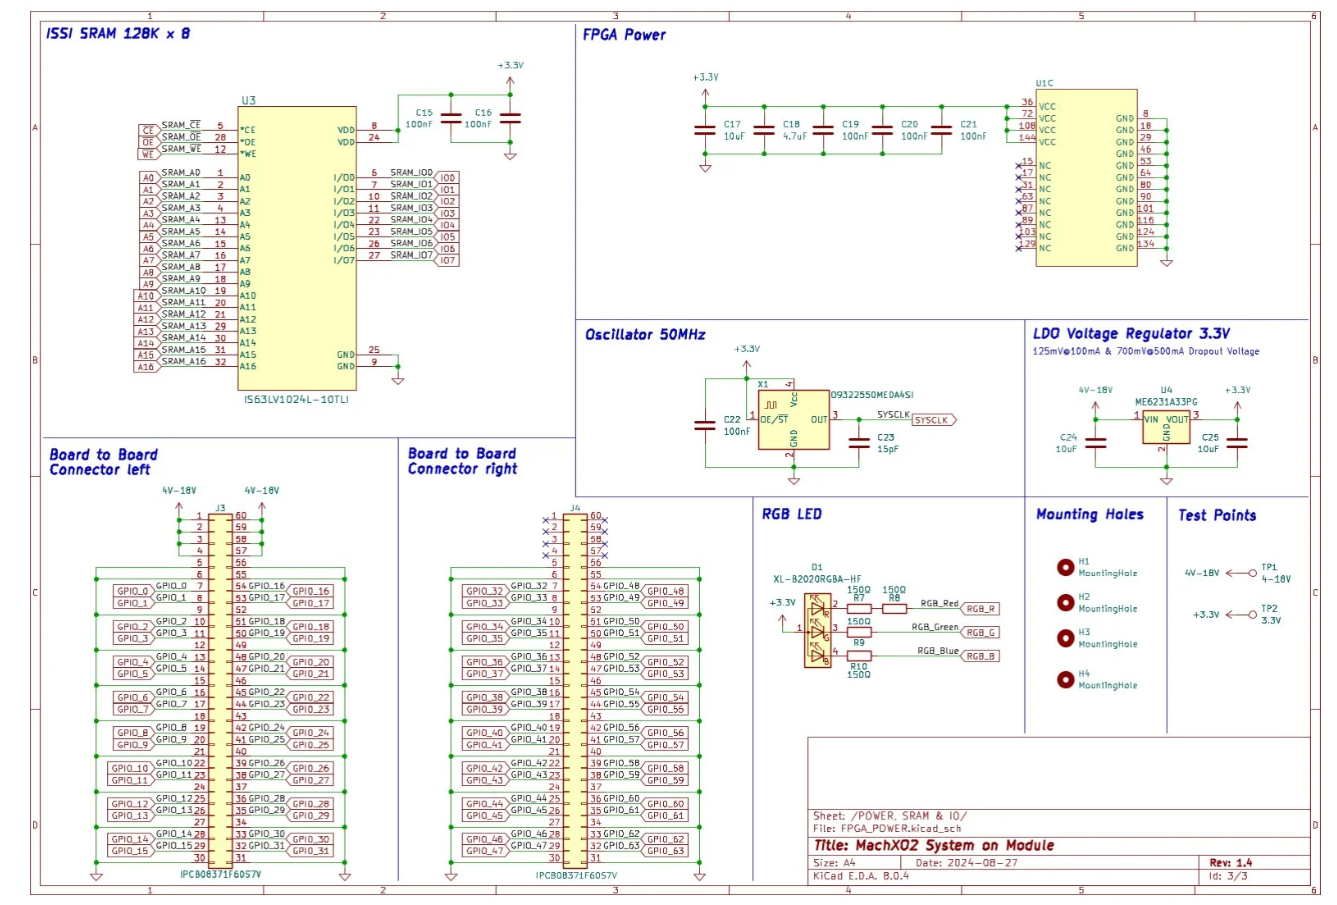 1 2 3 4 5 6
ISSI SRAM 128K x 8
FPGA Power
+3.3V
+3.3V
U3
C15 100nF
C16 100nF
C17 10uF
C18 4.7uF
C19 100nF
C20 100nF
C21 100nF
U1C
CE SRAM_CE 5 *CE VDD 8
OE SRAM_OE 28 *OE VDD 24
WE SRAM_WE 12 *WE
A0 SRAM_A0 1 A0 I/O0 6 SRAM_IO0 IO0
A1 SRAM_A1 2 A1 I/O1 7 SRAM_IO1 IO1
A2 SRAM_A2 3 A2 I/O2 10 SRAM_IO2 IO2
A3 SRAM_A3 4 A3 I/O3 11 SRAM_IO3 IO3
A4 SRAM_A4 13 A4 I/O4 22 SRAM_IO4 IO4
A5 SRAM_A5 14 A5 I/O5 23 SRAM_IO5 IO5
A6 SRAM_A6 15 A6 I/O6 26 SRAM_IO6 IO6
A7 SRAM_A7 16 A7 I/O7 27 SRAM_IO7 IO7
A8 SRAM_A8 17 A8
A9 SRAM_A9 18 A9
A10 SRAM_A10 19 A10
A11 SRAM_A11 20 A11
A12 SRAM_A12 21 A12
A13 SRAM_A13 29 A13
A14 SRAM_A14 30 A14
A15 SRAM_A15 31 A15 GND 25
A16 SRAM_A16 32 A16 GND 9
IS63LV1024L-10TLI
36 VCC
72 VCC GND 8
108 VCC GND 18
144 VCC GND 29
GND 46
15 NC GND 53
17 NC GND 64
31 NC GND 80
63 NC GND 90
87 NC GND 101
89 NC GND 116
103 NC GND 124
129 NC GND 134
Oscillator 50MHz
+3.3V
X1
O9322550MEDA4SI
4 Vcc
1 OE/ST OUT 3 SYSCLK SYSCLK
GND 2
C22 100nF
C23 15pF
LDO Voltage Regulator 3.3V
125mV@100mA & 700mV@500mA Dropout Voltage
4V-18V U4 +3.3V
ME6231A33PG
1 VIN VOUT 3
GND 2
C24 10uF
C25 10uF
Board to Board
Connector left
4V-18V 4V-18V
J3
1 60
2 59
3 58
4 57
5 56
6 55
GPIO_0 GPIO_0 7 54 GPIO_16 GPIO_16
GPIO_1 GPIO_1 8 53 GPIO_17 GPIO_17
9 52
GPIO_2 GPIO_2 10 51 GPIO_18 GPIO_18
GPIO_3 GPIO_3 11 50 GPIO_19 GPIO_19
12 49
GPIO_4 GPIO_4 13 48 GPIO_20 GPIO_20
GPIO_5 GPIO_5 14 47 GPIO_21 GPIO_21
15 46
GPIO_6 GPIO_6 16 45 GPIO_22 GPIO_22
GPIO_7 GPIO_7 17 44 GPIO_23 GPIO_23
18 43
GPIO_8 GPIO_8 19 42 GPIO_24 GPIO_24
GPIO_9 GPIO_9 20 41 GPIO_25 GPIO_25
21 40
GPIO_10 GPIO_10 22 39 GPIO_26 GPIO_26
GPIO_11 GPIO_11 23 38 GPIO_27 GPIO_27
24 37
GPIO_12 GPIO_12 25 36 GPIO_28 GPIO_28
GPIO_13 GPIO_13 26 35 GPIO_29 GPIO_29
27 34
GPIO_14 GPIO_14 28 33 GPIO_30 GPIO_30
GPIO_15 GPIO_15 29 32 GPIO_31 GPIO_31
30 31
IPCB08371F60S7V
Board to Board
Connector right
J4
1 60
2 59
3 58
4 57
5 56
6 55
GPIO_32 GPIO_32 7 54 GPIO_48 GPIO_48
GPIO_33 GPIO_33 8 53 GPIO_49 GPIO_49
9 52
GPIO_34 GPIO_34 10 51 GPIO_50 GPIO_50
GPIO_35 GPIO_35 11 50 GPIO_51 GPIO_51
12 49
GPIO_36 GPIO_36 13 48 GPIO_52 GPIO_52
GPIO_37 GPIO_37 14 47 GPIO_53 GPIO_53
15 46
GPIO_38 GPIO_38 16 45 GPIO_54 GPIO_54
GPIO_39 GPIO_39 17 44 GPIO_55 GPIO_55
18 43
GPIO_40 GPIO_40 19 42 GPIO_56 GPIO_56
GPIO_41 GPIO_41 20 41 GPIO_57 GPIO_57
21 40
GPIO_42 GPIO_42 22 39 GPIO_58 GPIO_58
GPIO_43 GPIO_43 23 38 GPIO_59 GPIO_59
24 37
GPIO_44 GPIO_44 25 36 GPIO_60 GPIO_60
GPIO_45 GPIO_45 26 35 GPIO_61 GPIO_61
27 34
GPIO_46 GPIO_46 28 33 GPIO_62 GPIO_62
GPIO_47 GPIO_47 29 32 GPIO_63 GPIO_63
30 31
IPCB08371F60S7V
RGB LED
D1
XL-B2020RGBA-HF
+3.3V
150Ω 150Ω
R7 R8
2 R RGB_Red RGB_R
150Ω
1 G 3 RGB_Green RGB_G
R9
B 4 RGB_Blue RGB_B
R10
150Ω
Mounting Holes
H1
MountingHole
H2
MountingHole
H3
MountingHole
H4
MountingHole
Test Points
4V-18V TP1
4-18V
+3.3V TP2
3.3V
Sheet: /POWER, SRAM & IO/
File: FPGA_POWER.kicad_sch
Title: MachXO2 System on Module
Size: A4 Date: 2024-08-27 Rev: 1.4
KiCad E.D.A. 8.0.4 Id: 3/3
A B C D
A B C D
1 2 3 4 5 6